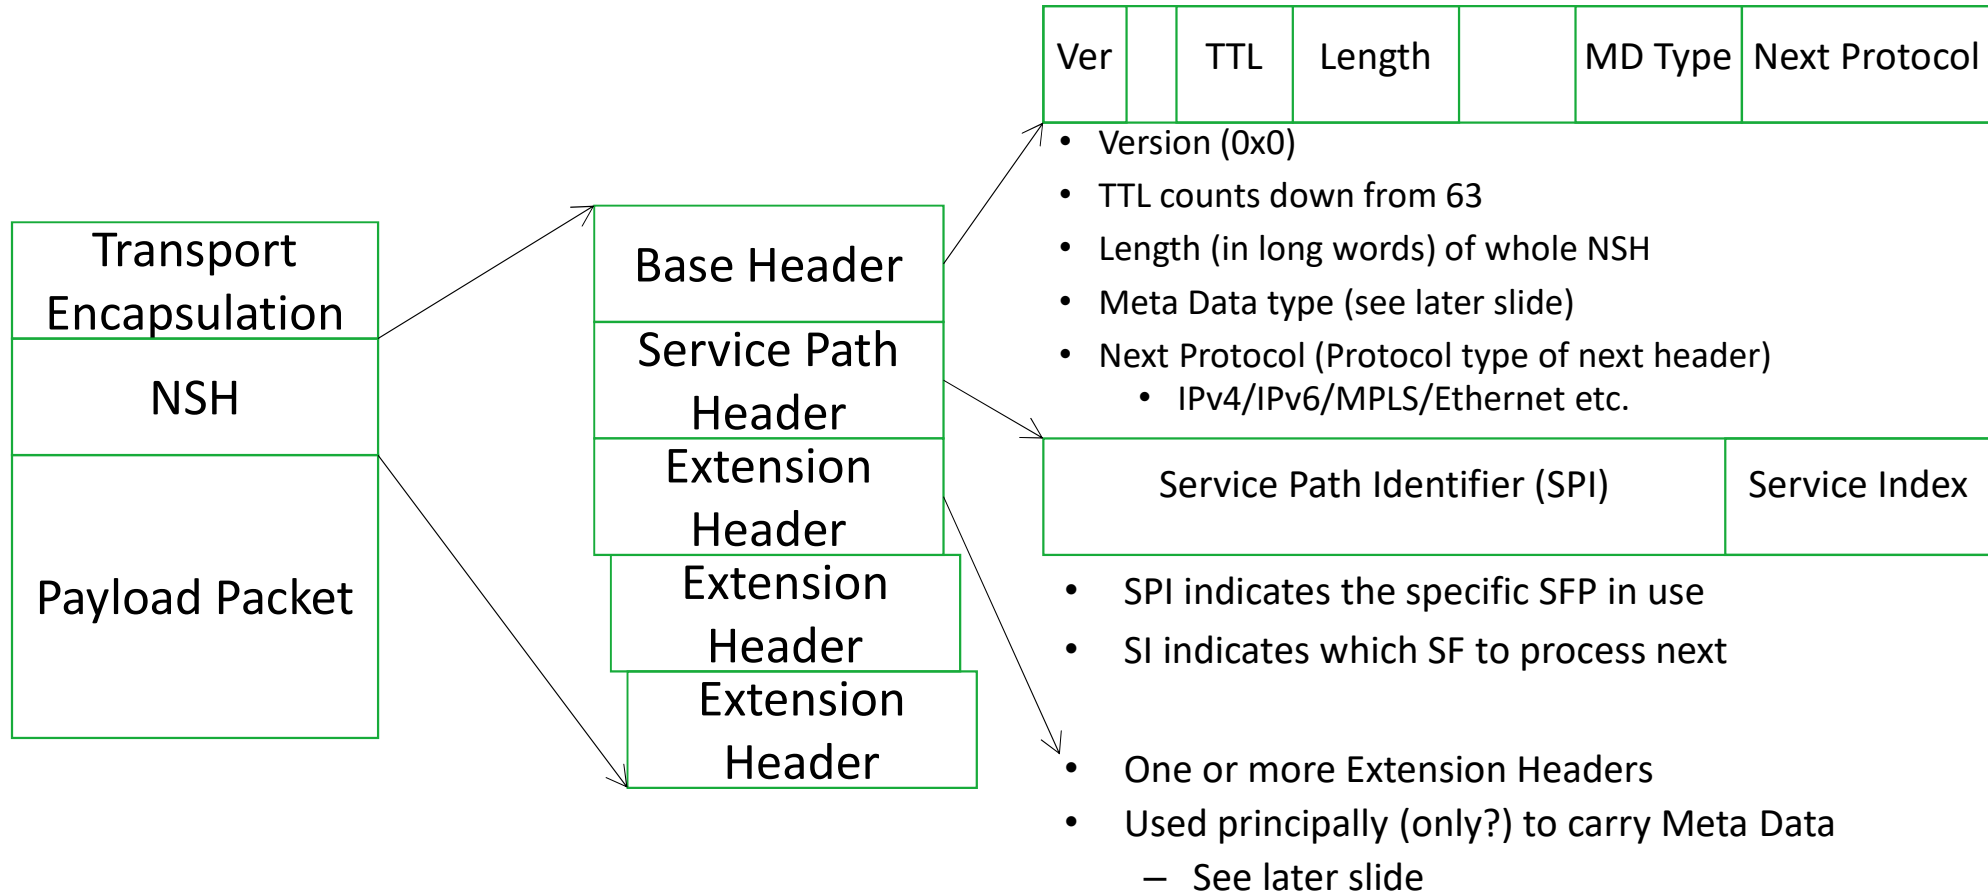 Transport
Encapsulation
NSH
Payload Packet
Base Header
Service Path
Header
Extension
Header
Extension
Header
Extension
Header
Ver TTL Length MD Type Next Protocol
• Version (0x0)
• TTL counts down from 63
• Length (in long words) of whole NSH
• Meta Data type (see later slide)
• Next Protocol (Protocol type of next header)
• IPv4/IPv6/MPLS/Ethernet etc.
Service Path Identifier (SPI) Service Index
• SPI indicates the specific SFP in use
• SI indicates which SF to process next
• One or more Extension Headers
• Used principally (only?) to carry Meta Data
– See later slide